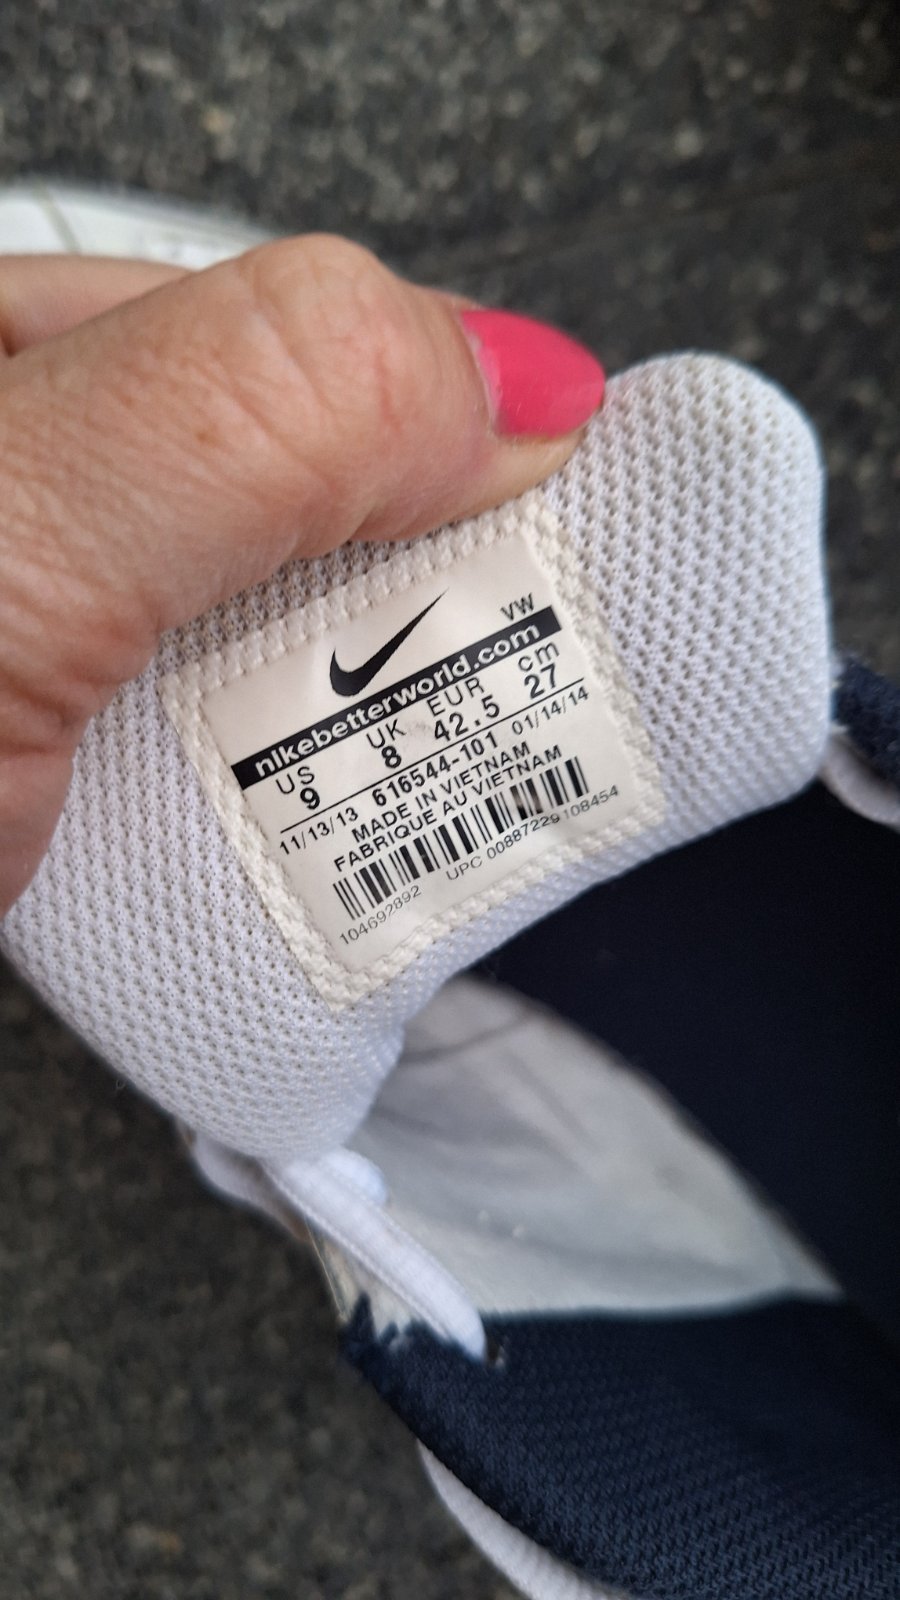 VW
nikebetterworld.com
US UK EUR cm
9 8 42.5 27
11/13/13 616544-101 01/14/14
MADE IN VIETNAM
FABRIQUE AU VIETNAM
104692892 UPC 00887229108454